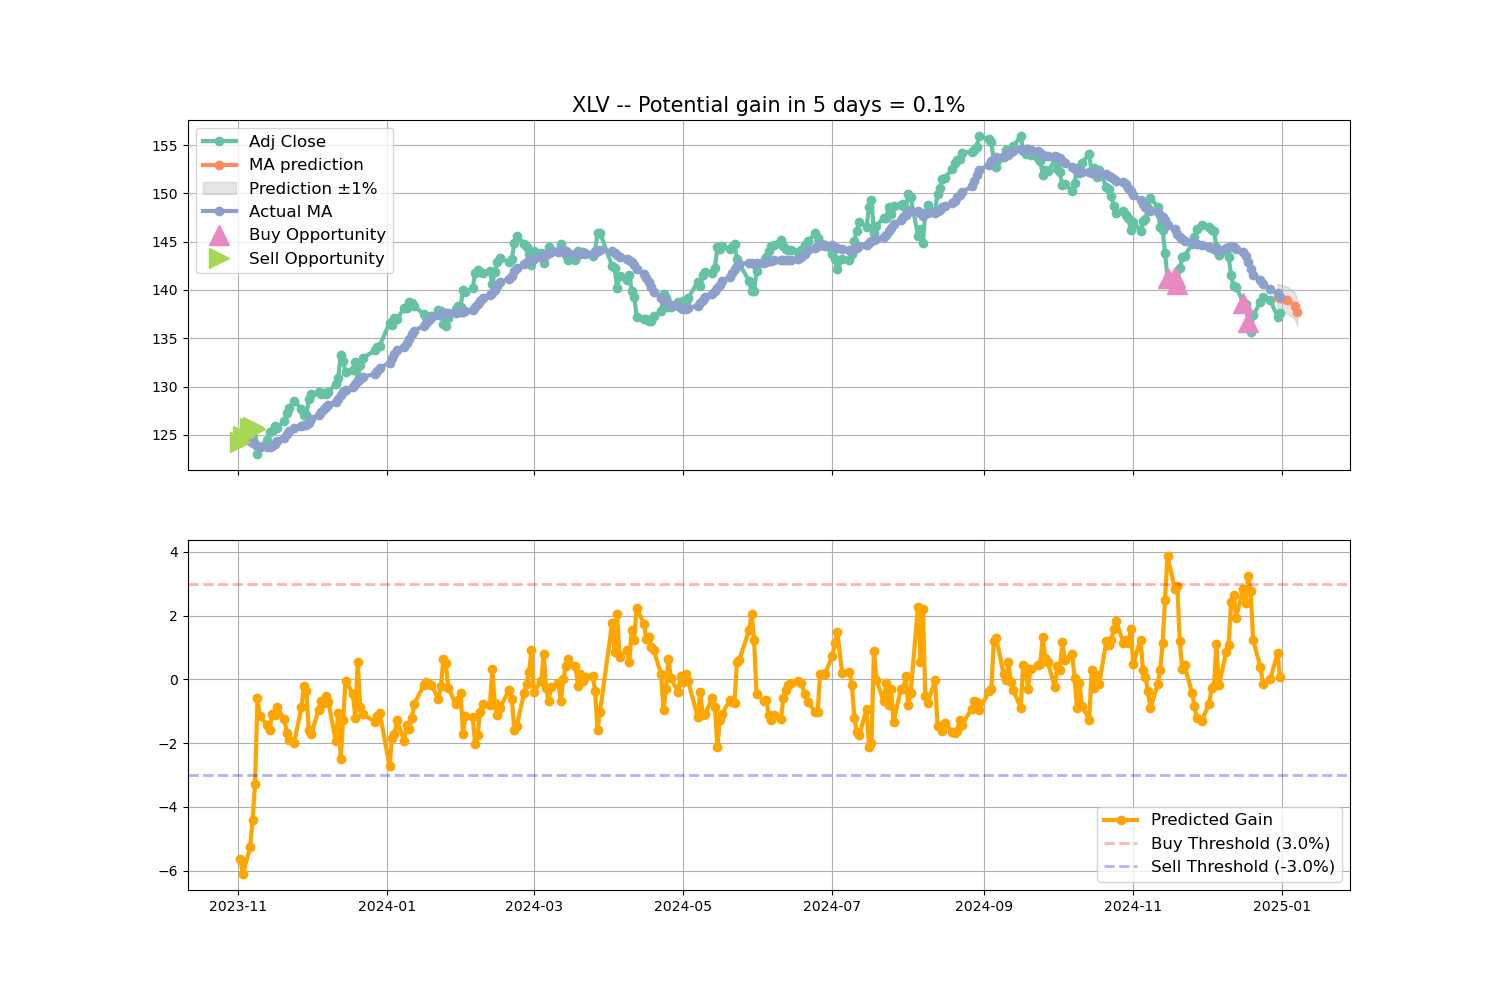 XLV -- Potential gain in 5 days = 0.1%
155
150
145
140
135
130
125
Adj Close
MA prediction
Prediction ±1%
Actual MA
Buy Opportunity
Sell Opportunity
4
2
0
−2
−4
−6
Predicted Gain
Buy Threshold (3.0%)
Sell Threshold (-3.0%)
2023-11
2024-01
2024-03
2024-05
2024-07
2024-09
2024-11
2025-01